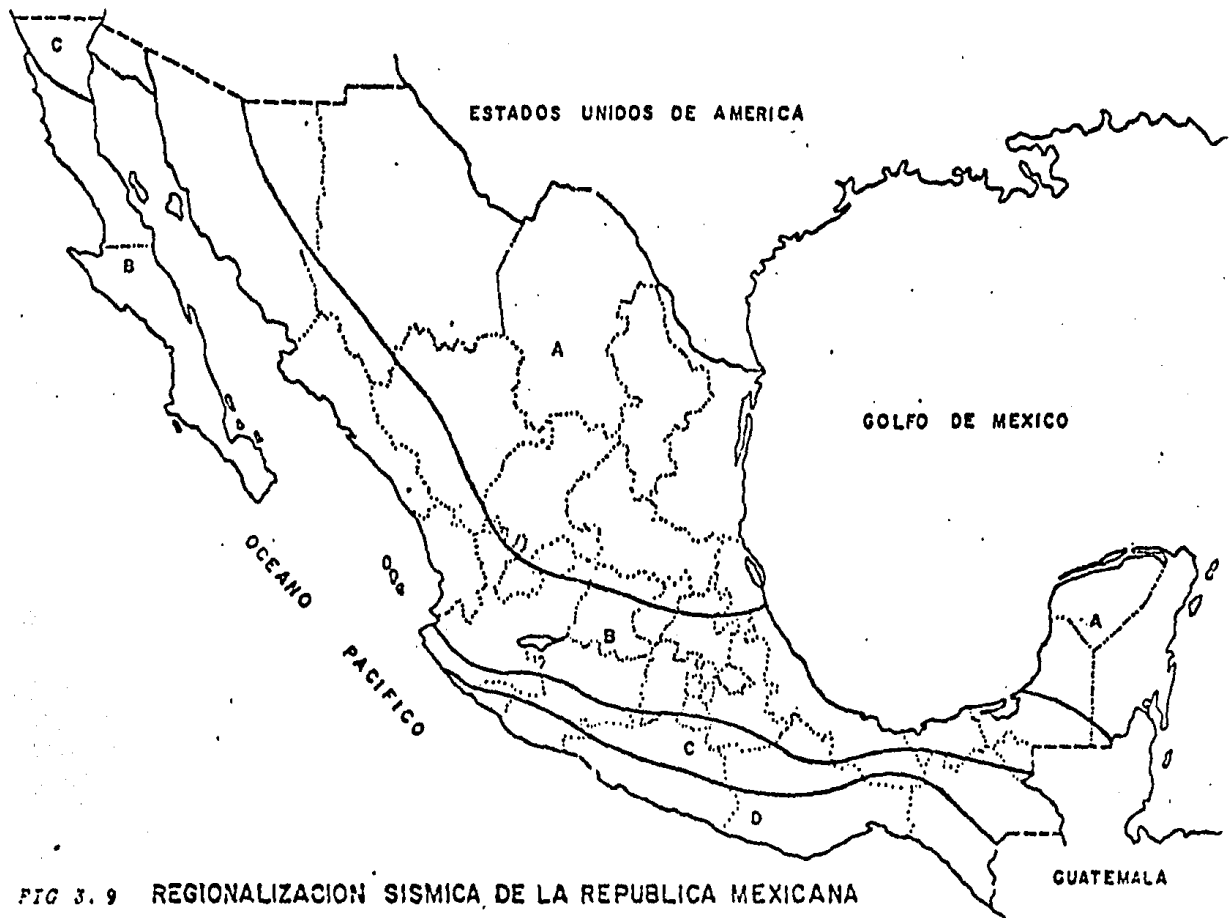 C
ESTADOS UNIDOS DE AMERICA
B
A
GOLFO DE MEXICO
OCEANO
PACIFICO
B
A
C
D
GUATEMALA
FIG 3.9 REGIONALIZACION SISMICA DE LA REPUBLICA MEXICANA